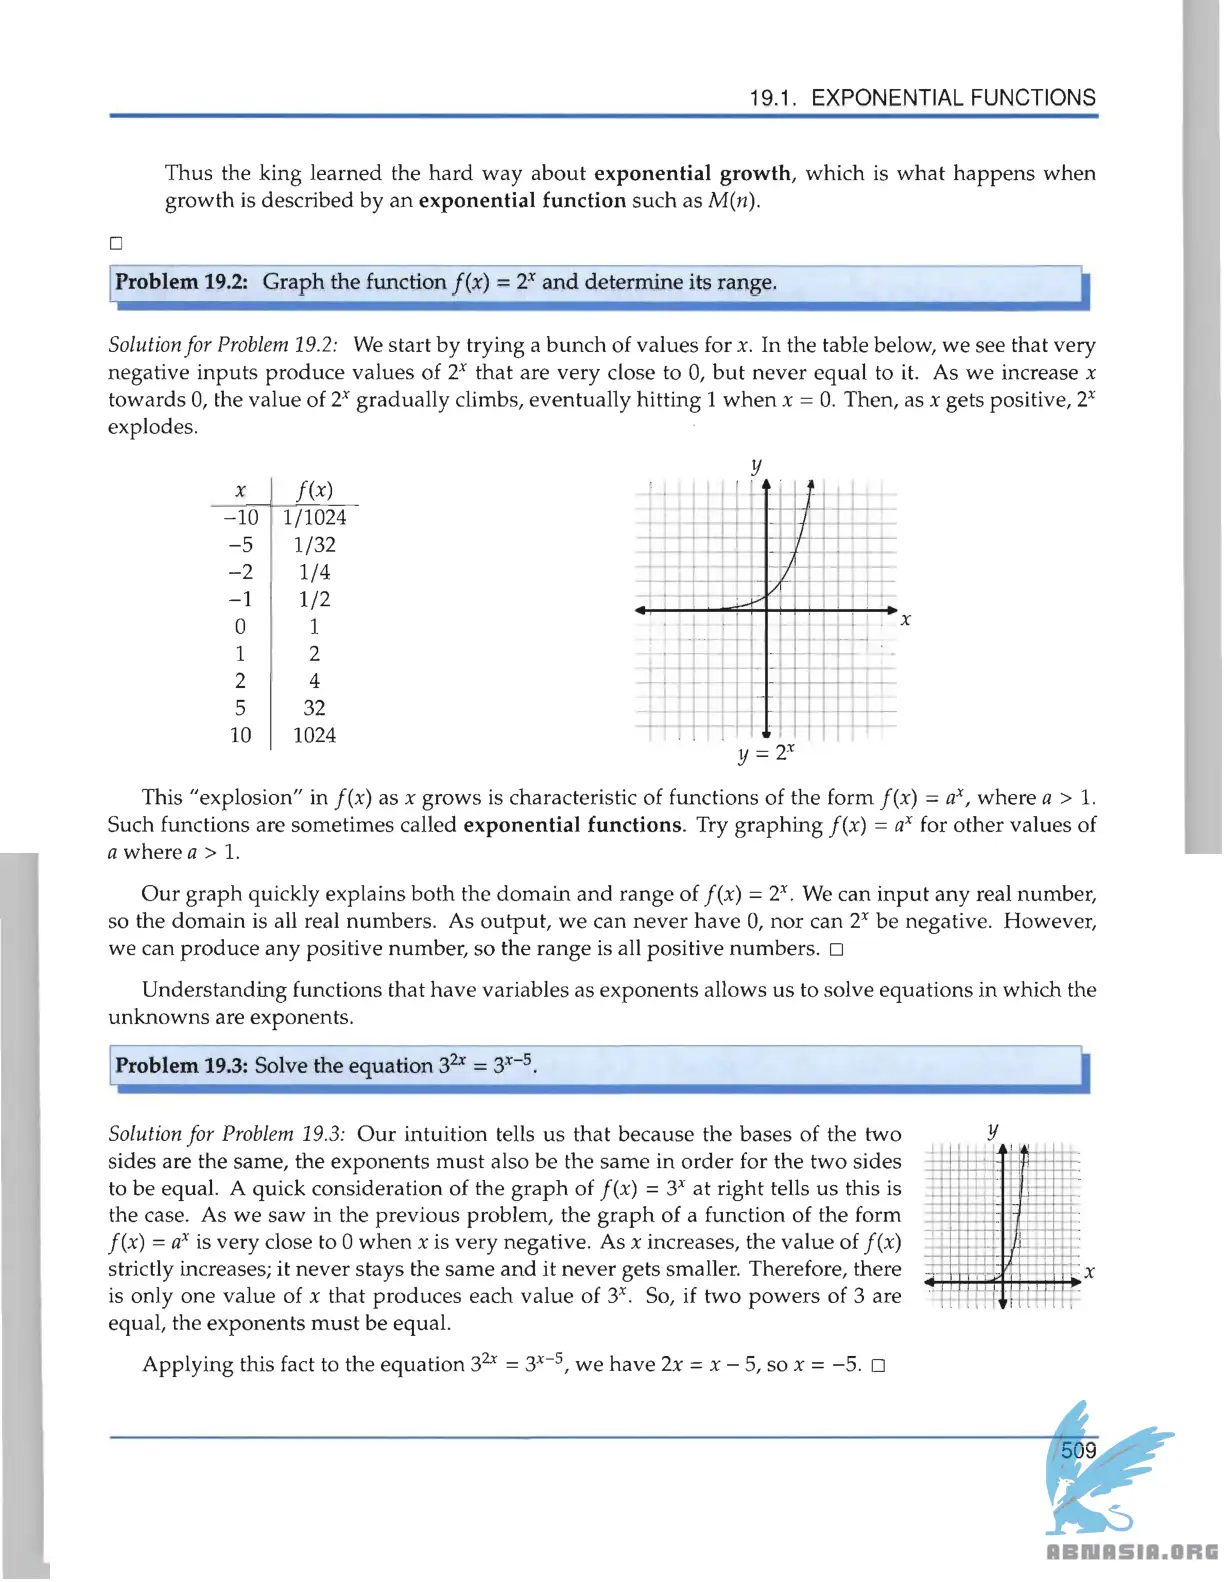 19.1. EXPONENTIAL FUNCTIONS
Thus the king learned the hard way about exponential growth, which is what happens when
growth is described by an exponential function such as M(n).
□
Problem 19.2: Graph the function f(x) = 2ˣ and determine its range.
Solution for Problem 19.2: We start by trying a bunch of values for x. In the table below, we see that very
negative inputs produce values of 2ˣ that are very close to 0, but never equal to it. As we increase x
towards 0, the value of 2ˣ gradually climbs, eventually hitting 1 when x = 0. Then, as x gets positive, 2ˣ
explodes.
x f(x)
−10 1/1024
−5 1/32
−2 1/4
−1 1/2
0 1
1 2
2 4
5 32
10 1024
y
x
y = 2ˣ
This "explosion" in f(x) as x grows is characteristic of functions of the form f(x) = aˣ, where a > 1.
Such functions are sometimes called exponential functions. Try graphing f(x) = aˣ for other values of
a where a > 1.
Our graph quickly explains both the domain and range of f(x) = 2ˣ. We can input any real number,
so the domain is all real numbers. As output, we can never have 0, nor can 2ˣ be negative. However,
we can produce any positive number, so the range is all positive numbers. □
Understanding functions that have variables as exponents allows us to solve equations in which the
unknowns are exponents.
Problem 19.3: Solve the equation 3²ˣ = 3ˣ⁻⁵.
Solution for Problem 19.3: Our intuition tells us that because the bases of the two
sides are the same, the exponents must also be the same in order for the two sides
to be equal. A quick consideration of the graph of f(x) = 3ˣ at right tells us this is
the case. As we saw in the previous problem, the graph of a function of the form
f(x) = aˣ is very close to 0 when x is very negative. As x increases, the value of f(x)
strictly increases; it never stays the same and it never gets smaller. Therefore, there
is only one value of x that produces each value of 3ˣ. So, if two powers of 3 are
equal, the exponents must be equal.
y
x
Applying this fact to the equation 3²ˣ = 3ˣ⁻⁵, we have 2x = x − 5, so x = −5. □
509
ABNASIA.ORG